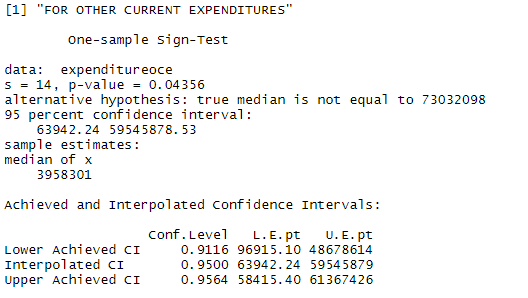 [1] "FOR OTHER CURRENT EXPENDITURES"
One-sample Sign-Test
data: expenditureoce
s = 14, p-value = 0.04356
alternative hypothesis: true median is not equal to 73032098
95 percent confidence interval:
63942.24 59545878.53
sample estimates:
median of x
3958301
Achieved and Interpolated Confidence Intervals:
Conf.Level L.E.pt U.E.pt
Lower Achieved CI 0.9116 96915.10 48678614
Interpolated CI 0.9500 63942.24 59545879
Upper Achieved CI 0.9564 58415.40 61367426